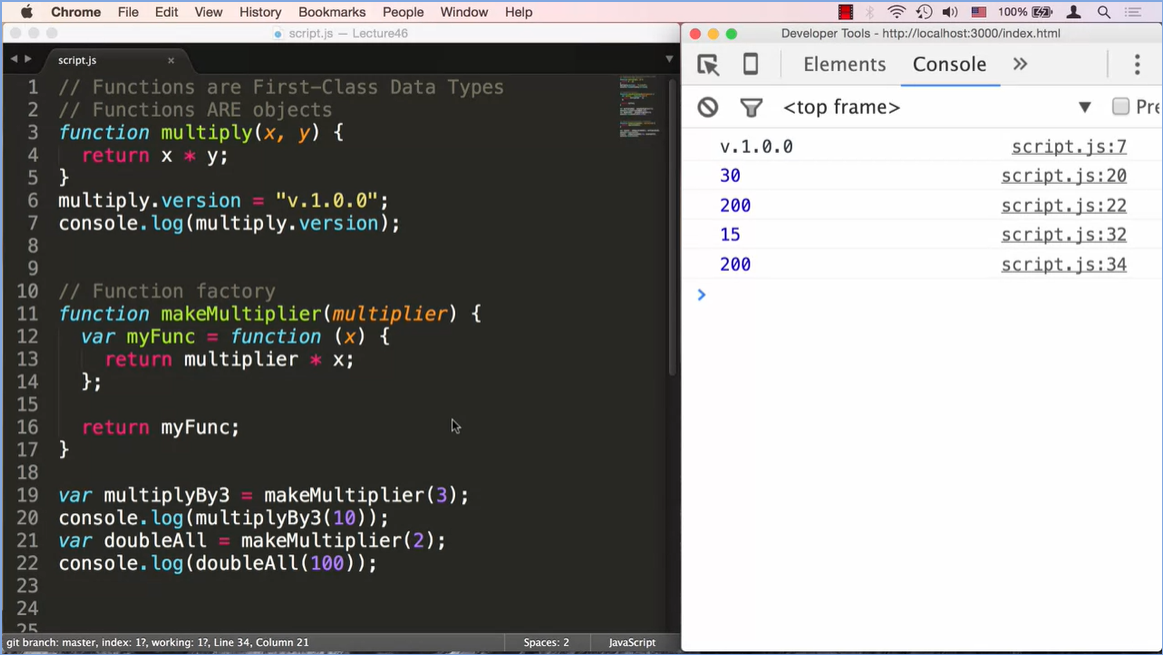 Chrome File Edit View History Bookmarks People Window Help 100%
script.js — Lecture46
script.js ×
1 // Functions are First-Class Data Types
2 // Functions ARE objects
3 function multiply(x, y) {
4 return x * y;
5 }
6 multiply.version = "v.1.0.0";
7 console.log(multiply.version);
8
9
10 // Function factory
11 function makeMultiplier(multiplier) {
12 var myFunc = function (x) {
13 return multiplier * x;
14 };
15
16 return myFunc;
17 }
18
19 var multiplyBy3 = makeMultiplier(3);
20 console.log(multiplyBy3(10));
21 var doubleAll = makeMultiplier(2);
22 console.log(doubleAll(100));
23
24
25
git branch: master, index: 1?, working: 1?, Line 34, Column 21 Spaces: 2 JavaScript
Developer Tools - http://localhost:3000/index.html
Elements Console »
<top frame> ▼ Pre
v.1.0.0 script.js:7
30 script.js:20
200 script.js:22
15 script.js:32
200 script.js:34
>